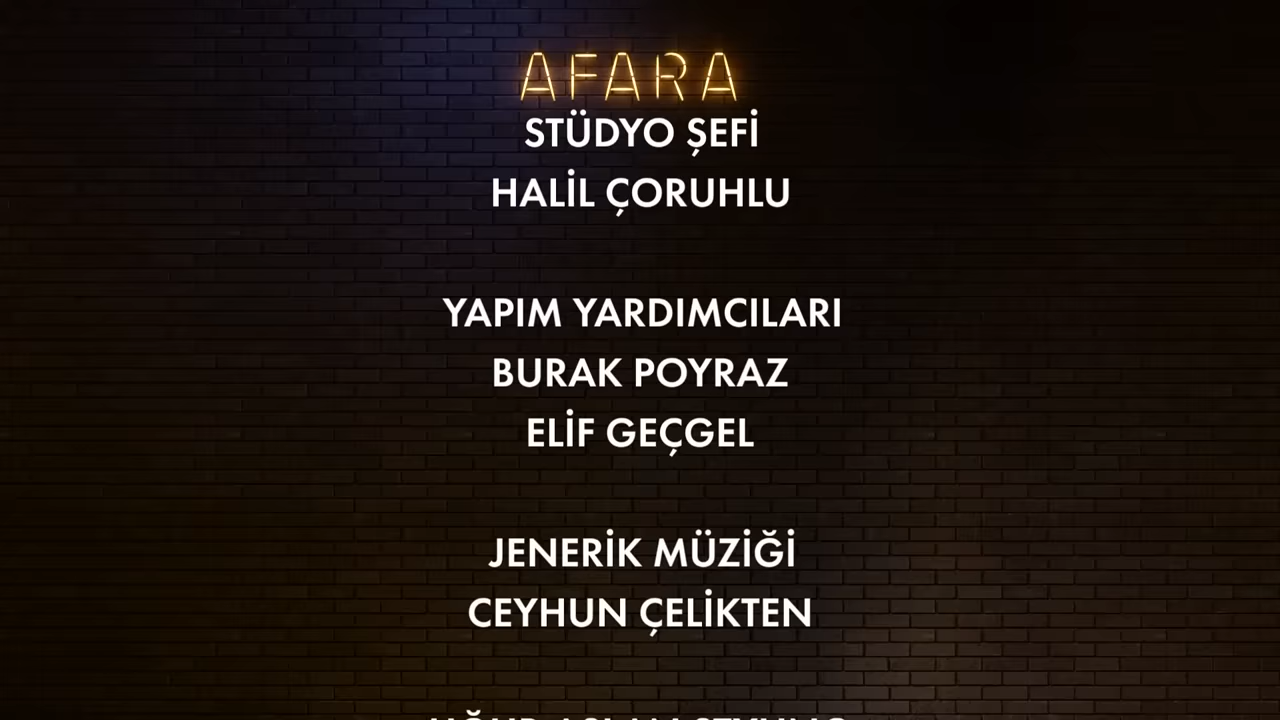 AFARA
STÜDYO ŞEFİ
HALİL ÇORUHLU
YAPIM YARDIMCILARI
BURAK POYRAZ
ELİF GEÇGEL
JENERİK MÜZİĞİ
CEYHUN ÇELİKTEN